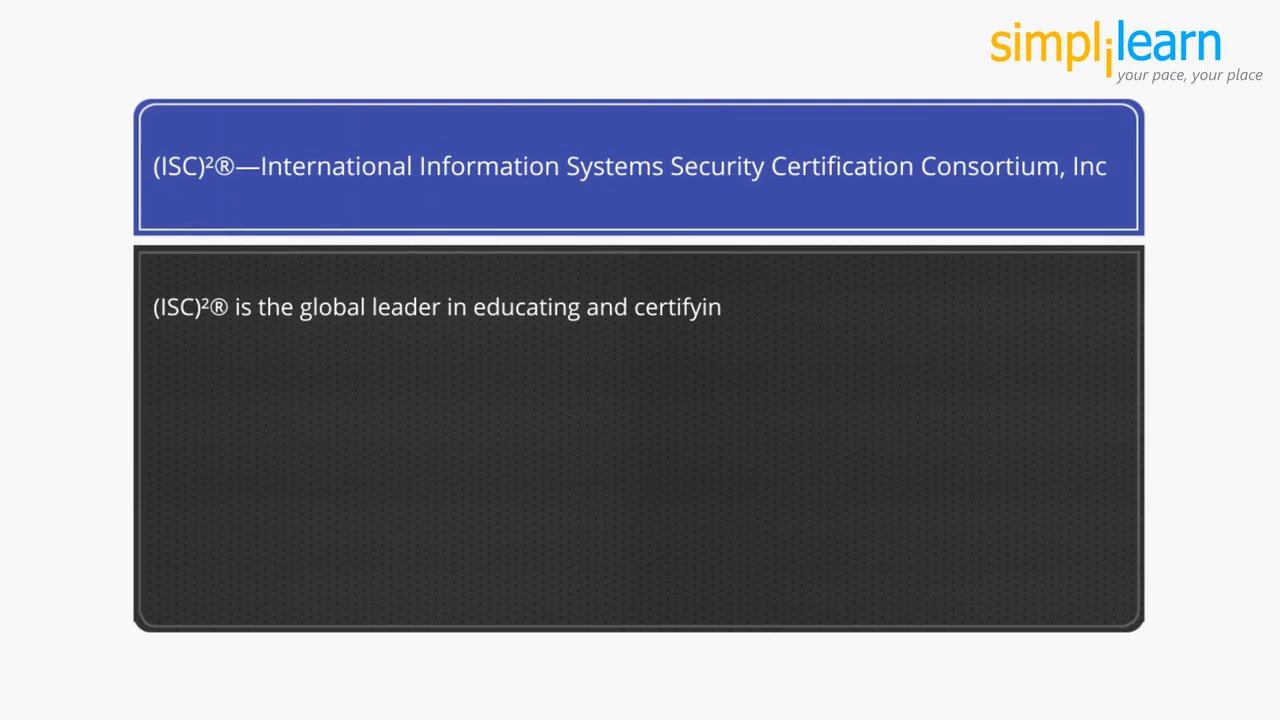 simplilearn
your pace, your place
(ISC)²®—International Information Systems Security Certification Consortium, Inc
(ISC)²® is the global leader in educating and certifyin